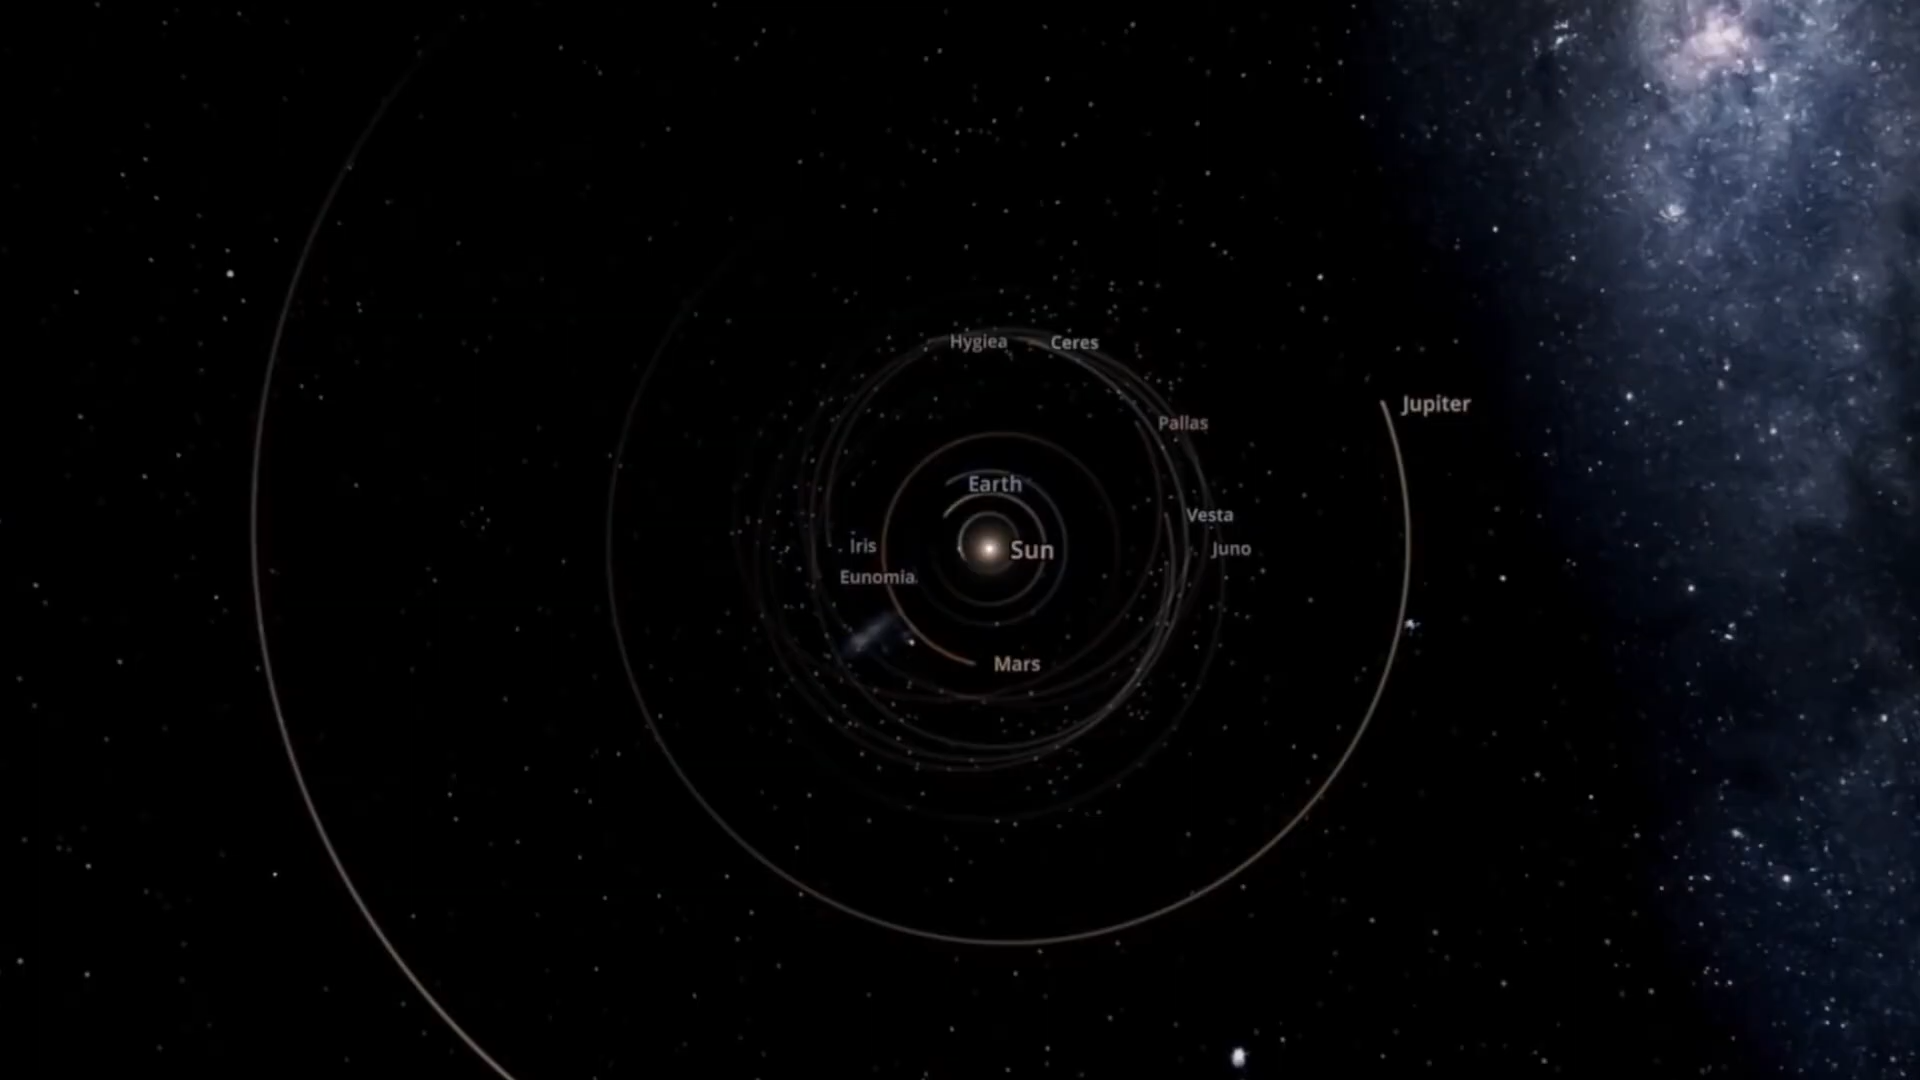 Hygiea
Ceres
Jupiter
Pallas
Earth
Vesta
Iris
Sun
Juno
Eunomia
Mars